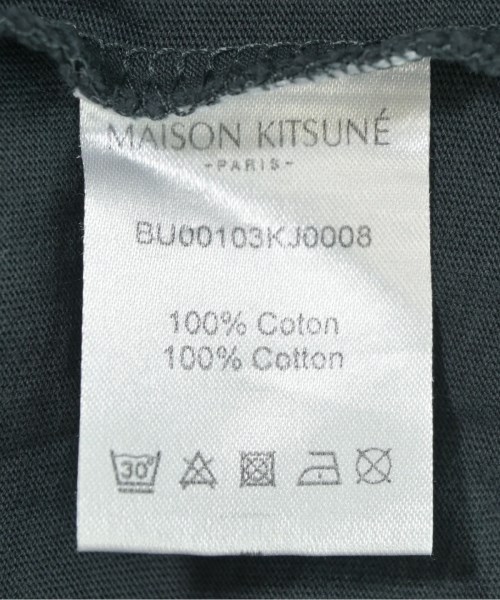 MAISON KITSUNÉ
-PARIS-
BU00103KJ0008
100% Coton
100% Cotton
30°